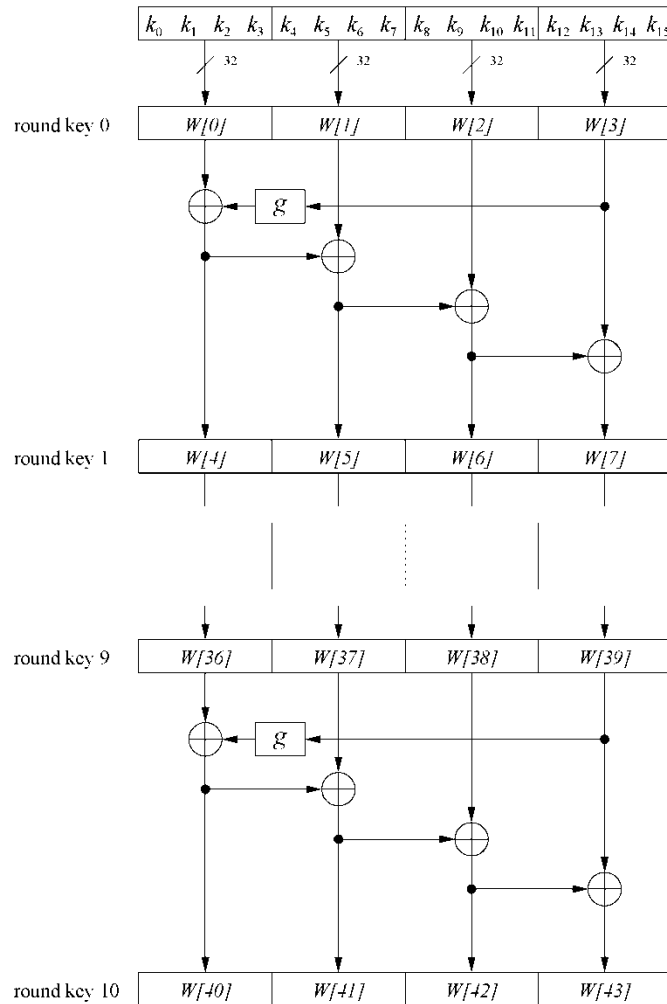 k₀ k₁ k₂ k₃ k₄ k₅ k₆ k₇ k₈ k₉ k₁₀ k₁₁ k₁₂ k₁₃ k₁₄ k₁₅
32 32 32 32
round key 0 W[0] W[1] W[2] W[3]
g
round key 1 W[4] W[5] W[6] W[7]
round key 9 W[36] W[37] W[38] W[39]
g
round key 10 W[40] W[41] W[42] W[43]